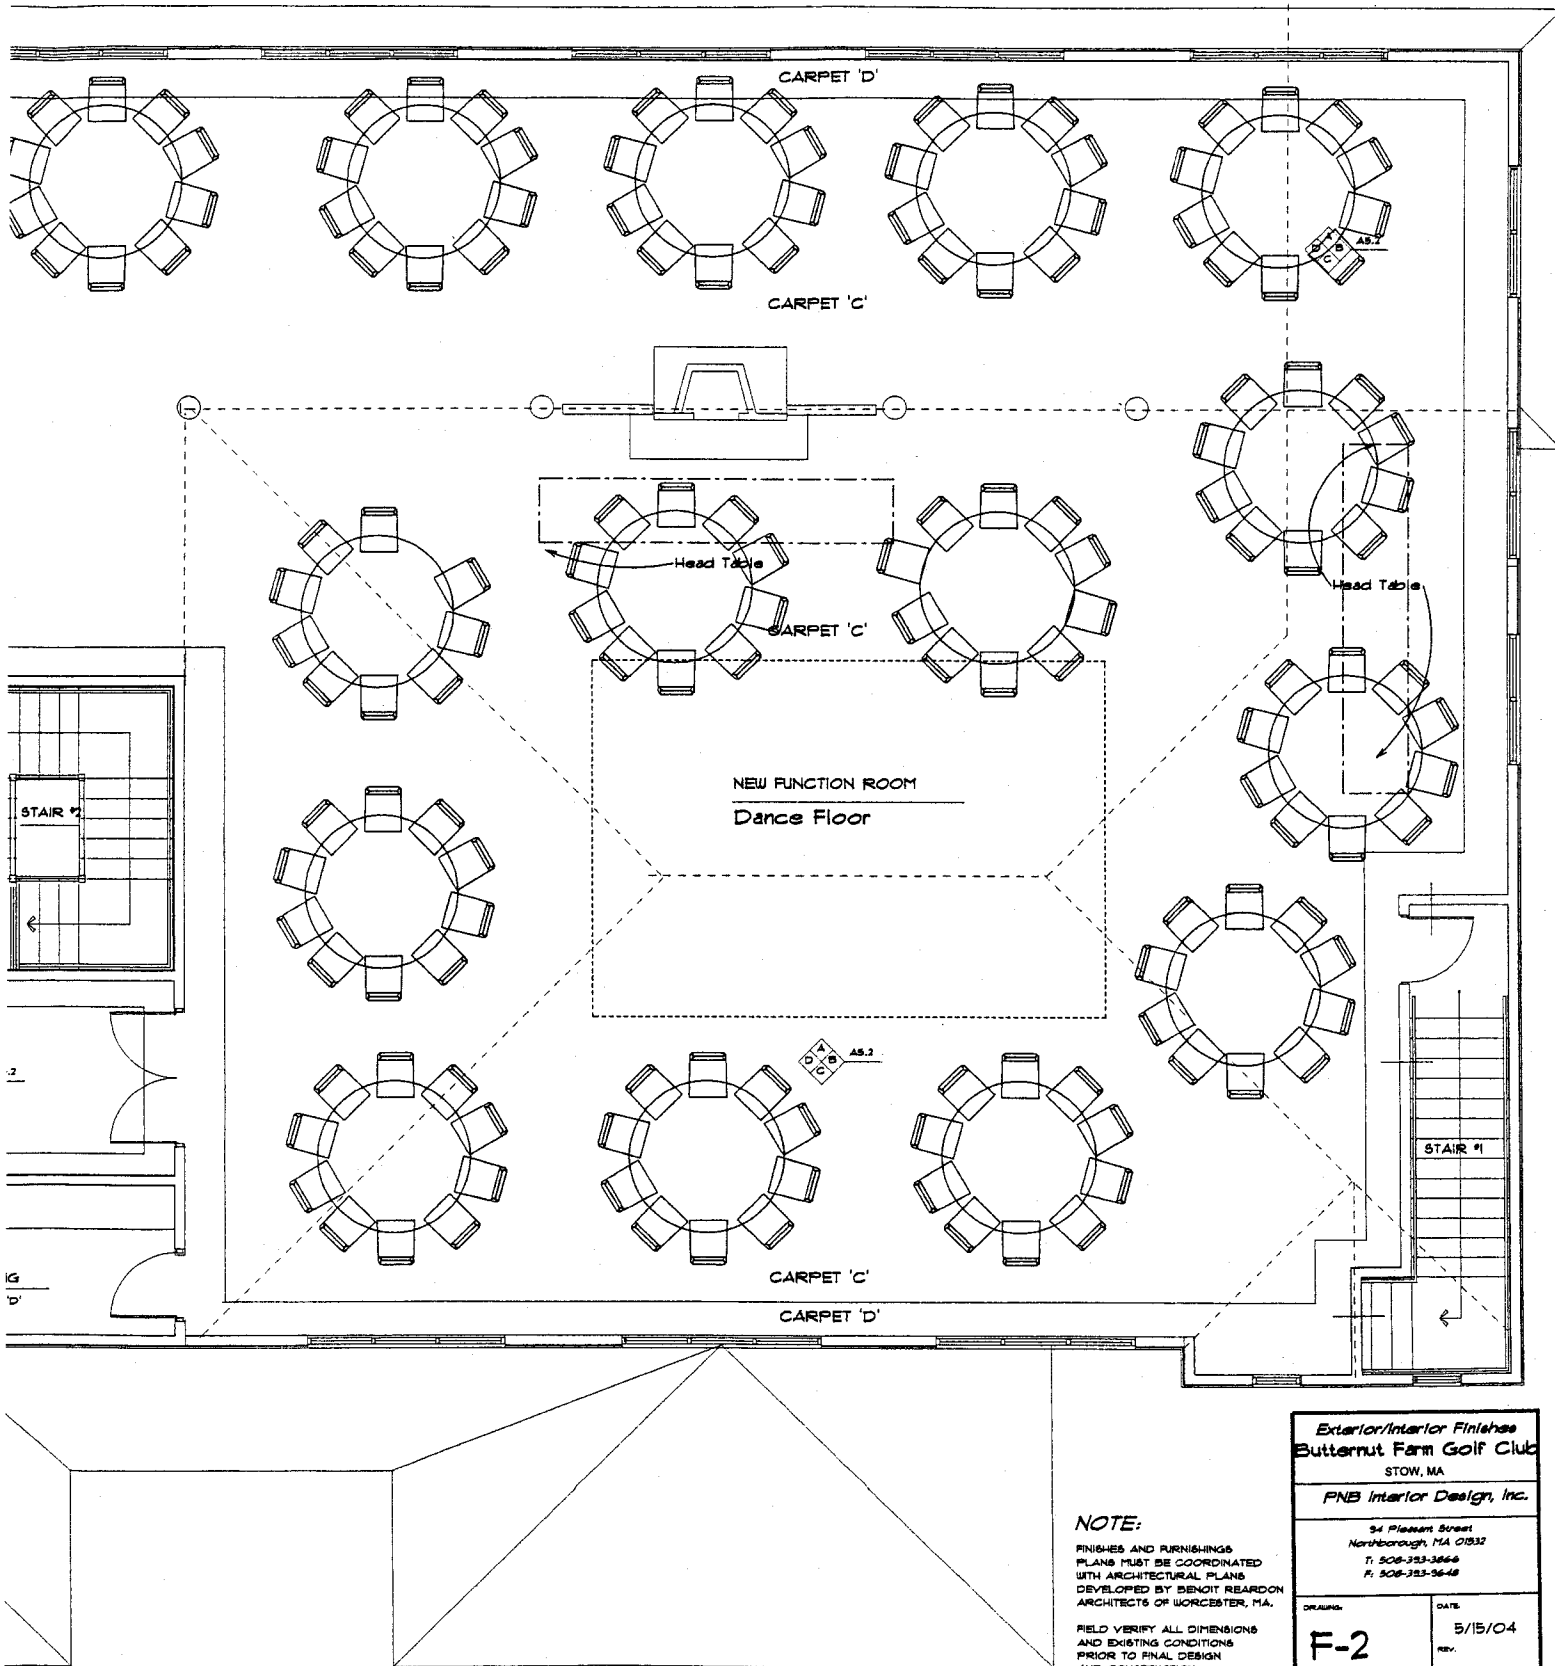 CARPET 'D'
A
D B
C
A5.2
CARPET 'C'
Head Table
Head Table
CARPET 'C'
NEW FUNCTION ROOM
Dance Floor
STAIR #2
A
D B
C
A5.2
.2
STAIR #1
CARPET 'C'
IG
'D'
CARPET 'D'
Exterior/Interior Finishes
Butternut Farm Golf Club
STOW, MA
PNB Interior Design, Inc.
94 Pleasant Street
Northborough, MA 01532
T: 508-393-3866
F: 508-393-9648
DRAWING:
F-2
DATE:
5/15/04
REV.
NOTE:
FINISHES AND FURNISHINGS
PLANS MUST BE COORDINATED
WITH ARCHITECTURAL PLANS
DEVELOPED BY BENOIT REARDON
ARCHITECTS OF WORCESTER, MA.
FIELD VERIFY ALL DIMENSIONS
AND EXISTING CONDITIONS
PRIOR TO FINAL DESIGN